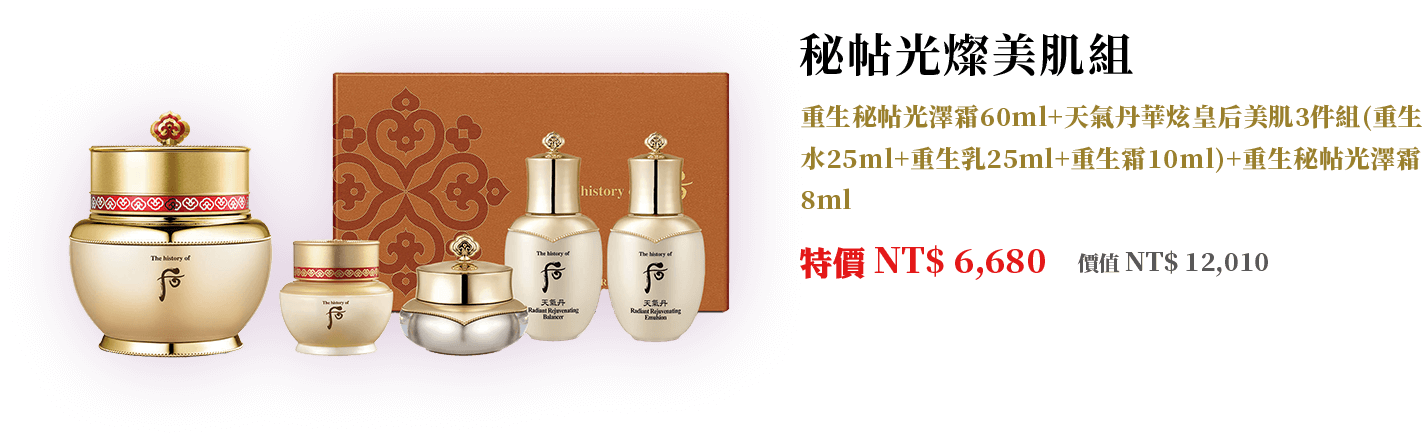 秘帖光燦美肌組
重生秘帖光澤霜60ml+天氣丹華炫皇后美肌3件組(重生
水25ml+重生乳25ml+重生霜10ml)+重生秘帖光澤霜
8ml
特價 NT$ 6,680 價值 NT$ 12,010
history
The history of
后
The history of
后
The history of
后
天氣丹
Radiant Rejuvenating
Balancer
The history of
后
天氣丹
Radiant Rejuvenating
Emulsion